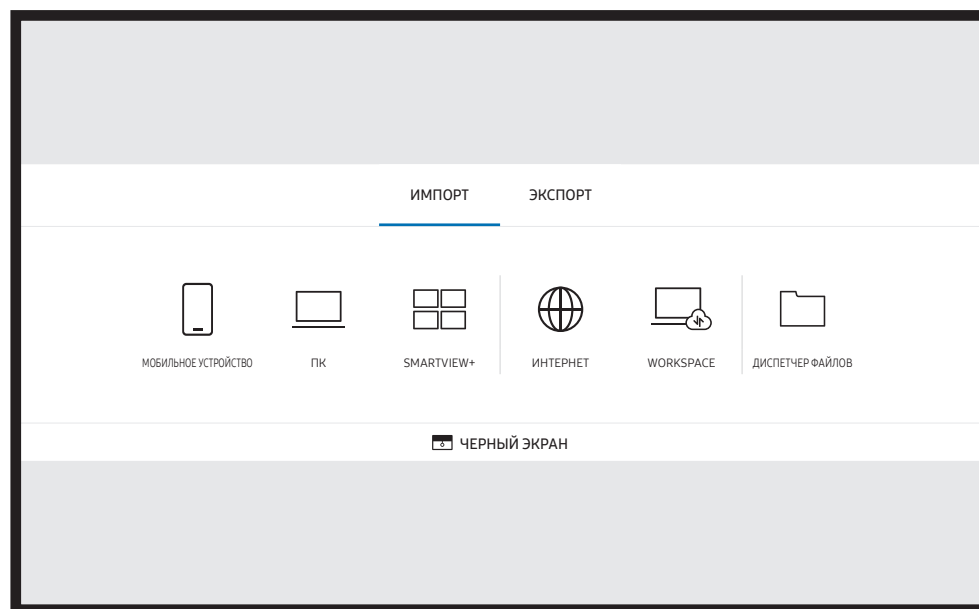 ИМПОРТ ЭКСПОРТ
МОБИЛЬНОЕ УСТРОЙСТВО ПК SMARTVIEW+ ИНТЕРНЕТ WORKSPACE ДИСПЕТЧЕР ФАЙЛОВ
ЧЕРНЫЙ ЭКРАН